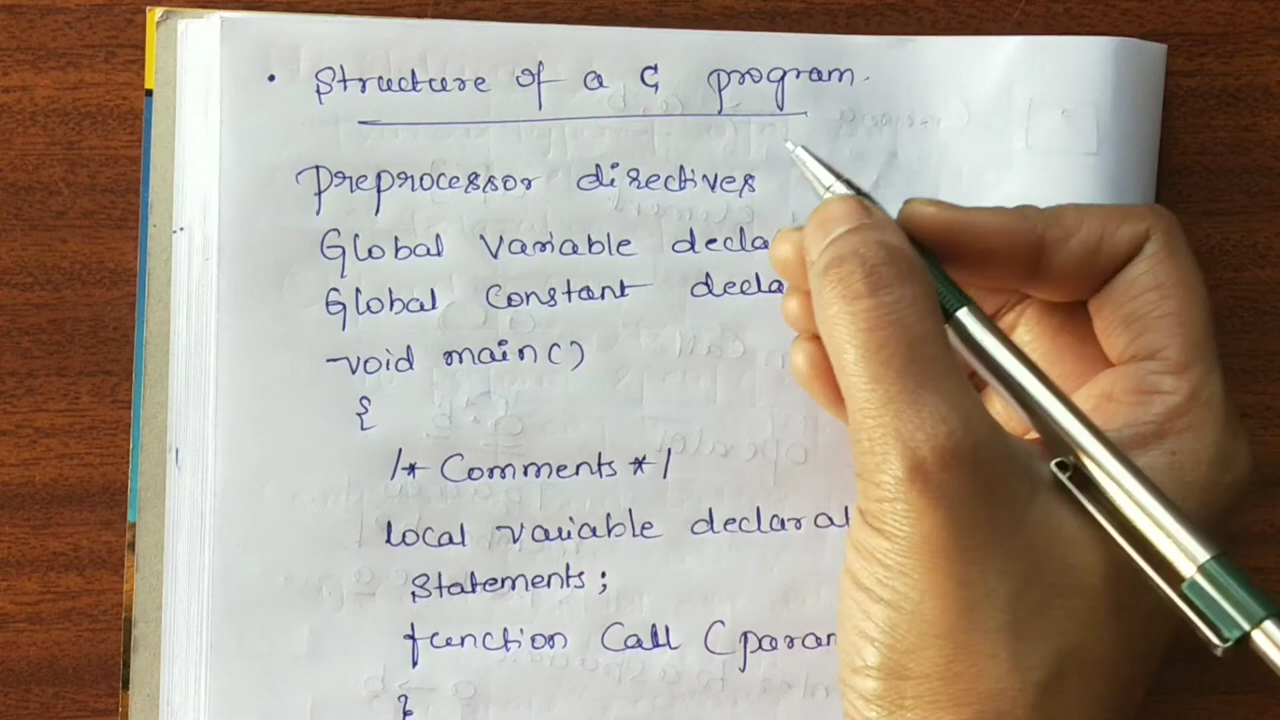 • Structure of a C program.
Preprocessor directives
Global Variable decla
Global Constant decla
void main()
{
/* Comments */
local variable declarat
Statements;
function Call (param
}